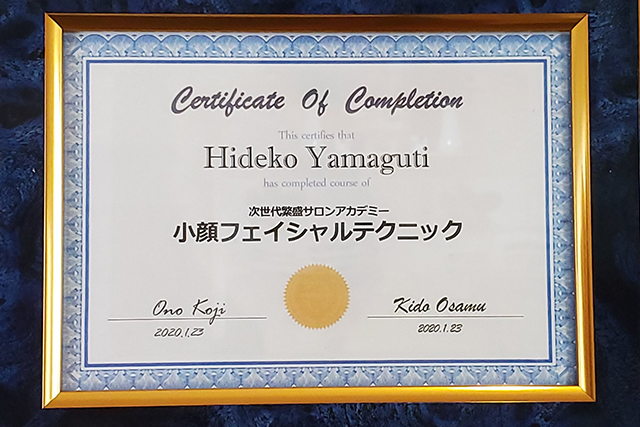 Certificate Of Completion
This certifies that
Hideko Yamaguti
has completed course of
次世代繁盛サロンアカデミー
小顔フェイシャルテクニック
Ono Koji
Kido Osamu
2020.1.23
2020.1.23